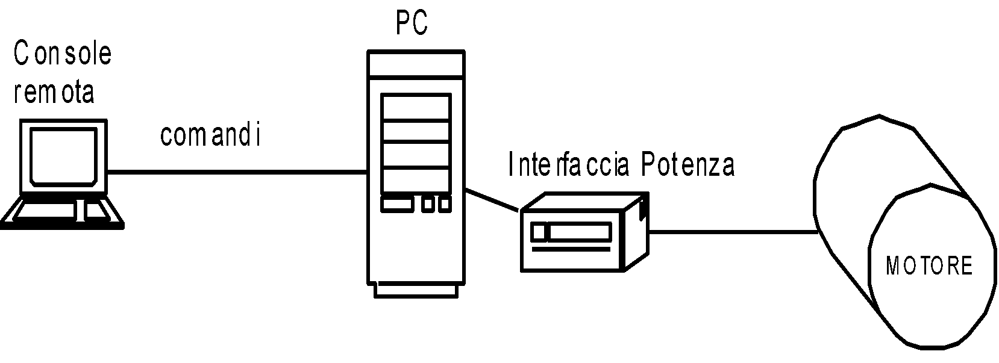 Console
remota
comandi
PC
Interfaccia Potenza
MOTORE